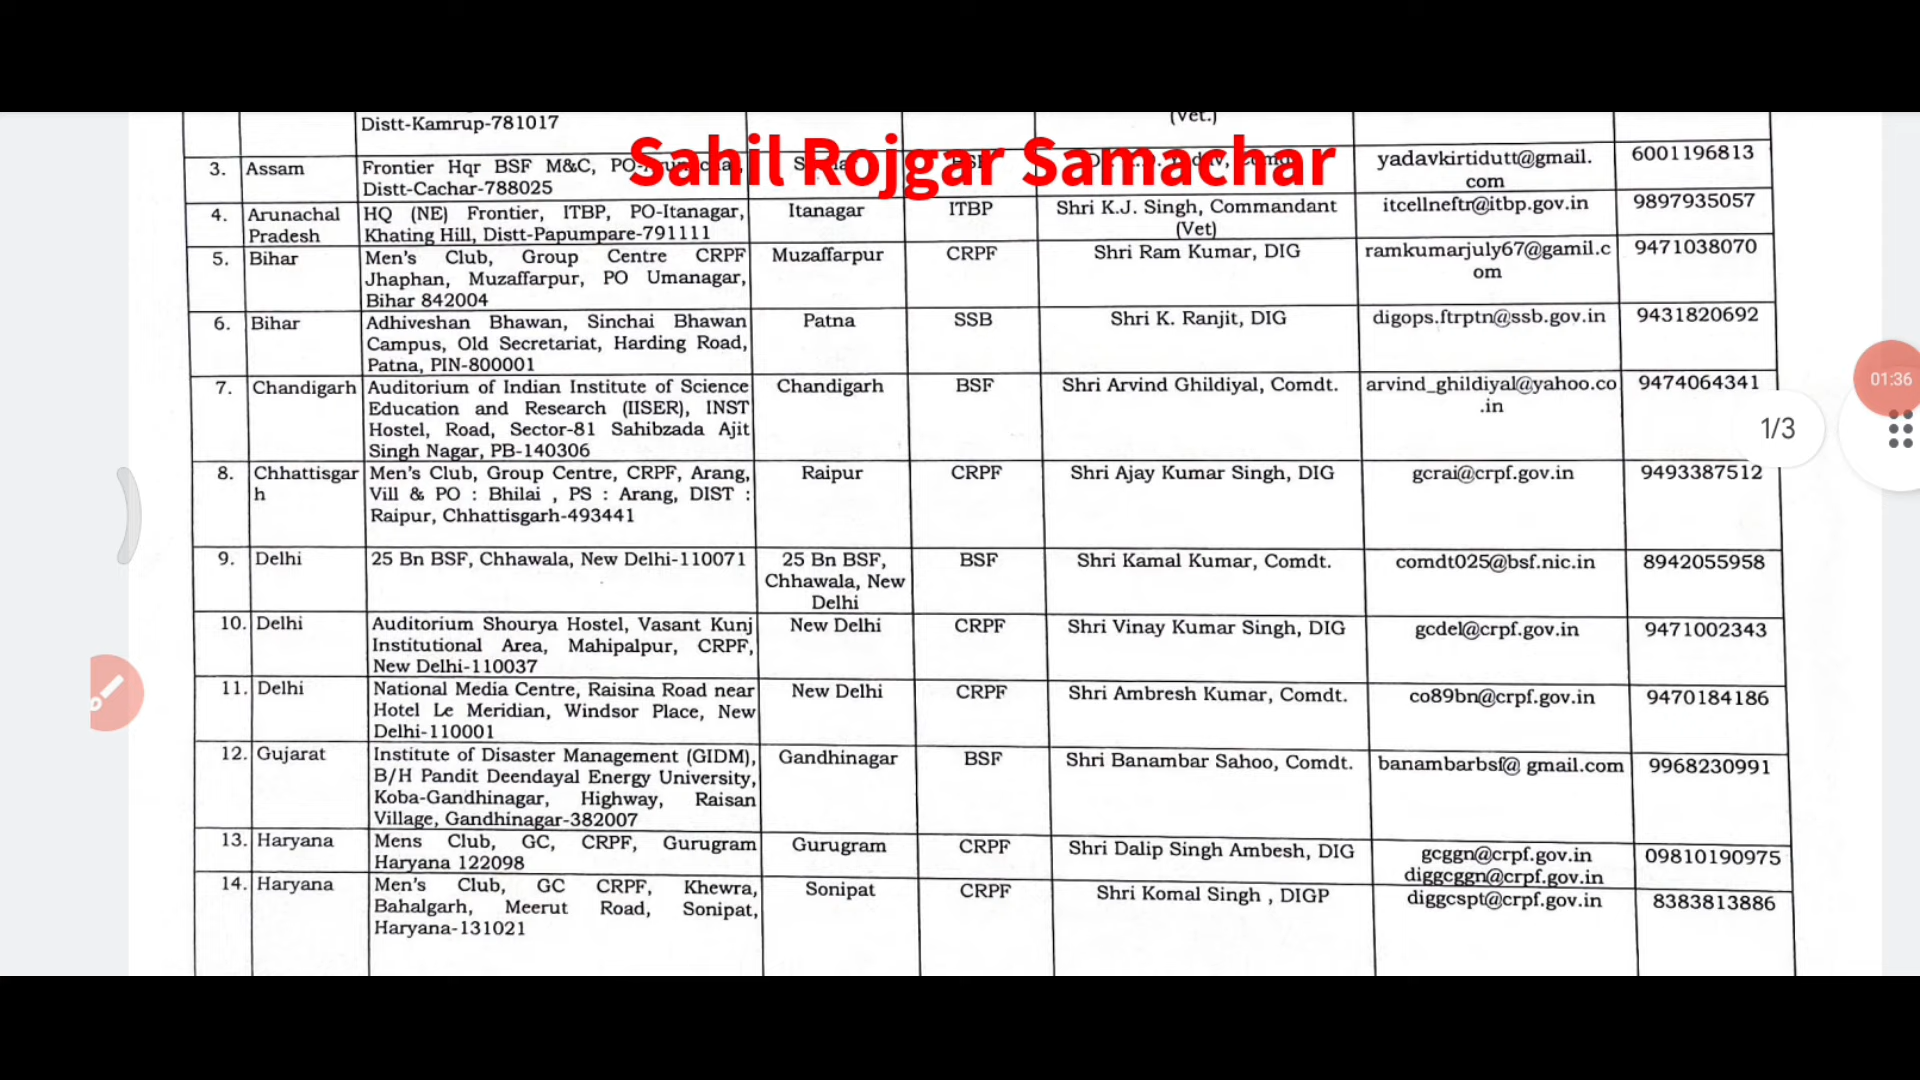 Distt-Kamrup-781017
(Vet.)
Sahil Rojgar Samachar
3. Assam Frontier Hqr BSF M&C, PO- yadavkirtidutt@gmail. 6001196813
Distt-Cachar-788025 com
4. Arunachal HQ (NE) Frontier, ITBP, PO-Itanagar, Itanagar ITBP Shri K.J. Singh, Commandant itcellneftr@itbp.gov.in 9897935057
Pradesh Khating Hill, Distt-Papumpare-791111 (Vet)
5. Bihar Men's Club, Group Centre CRPF Muzaffarpur CRPF Shri Ram Kumar, DIG ramkumarjuly67@gamil.c 9471038070
Jhaphan, Muzaffarpur, PO Umanagar, om
Bihar 842004
6. Bihar Adhiveshan Bhawan, Sinchai Bhawan Patna SSB Shri K. Ranjit, DIG digops.ftrptn@ssb.gov.in 9431820692
Campus, Old Secretariat, Harding Road,
Patna, PIN-800001
7. Chandigarh Auditorium of Indian Institute of Science Chandigarh BSF Shri Arvind Ghildiyal, Comdt. arvind_ghildiyal@yahoo.co 9474064341
Education and Research (IISER), INST .in
Hostel, Road, Sector-81 Sahibzada Ajit
Singh Nagar, PB-140306
01:36
1/3
8. Chhattisgar Men's Club, Group Centre, CRPF, Arang, Raipur CRPF Shri Ajay Kumar Singh, DIG gcrai@crpf.gov.in 9493387512
h Vill & PO : Bhilai , PS : Arang, DIST :
Raipur, Chhattisgarh-493441
9. Delhi 25 Bn BSF, Chhawala, New Delhi-110071 25 Bn BSF, BSF Shri Kamal Kumar, Comdt. comdt025@bsf.nic.in 8942055958
Chhawala, New
Delhi
10. Delhi Auditorium Shourya Hostel, Vasant Kunj New Delhi CRPF Shri Vinay Kumar Singh, DIG gcdel@crpf.gov.in 9471002343
Institutional Area, Mahipalpur, CRPF,
New Delhi-110037
11. Delhi National Media Centre, Raisina Road near New Delhi CRPF Shri Ambresh Kumar, Comdt. co89bn@crpf.gov.in 9470184186
Hotel Le Meridian, Windsor Place, New
Delhi-110001
12. Gujarat Institute of Disaster Management (GIDM), Gandhinagar BSF Shri Banambar Sahoo, Comdt. banambarbsf@ gmail.com 9968230991
B/H Pandit Deendayal Energy University,
Koba-Gandhinagar, Highway, Raisan
Village, Gandhinagar-382007
13. Haryana Mens Club, GC, CRPF, Gurugram Gurugram CRPF Shri Dalip Singh Ambesh, DIG gcggn@crpf.gov.in 09810190975
Haryana 122098 diggcggn@crpf.gov.in
14. Haryana Men's Club, GC CRPF, Khewra, Sonipat CRPF Shri Komal Singh , DIGP diggcspt@crpf.gov.in 8383813886
Bahalgarh, Meerut Road, Sonipat,
Haryana-131021